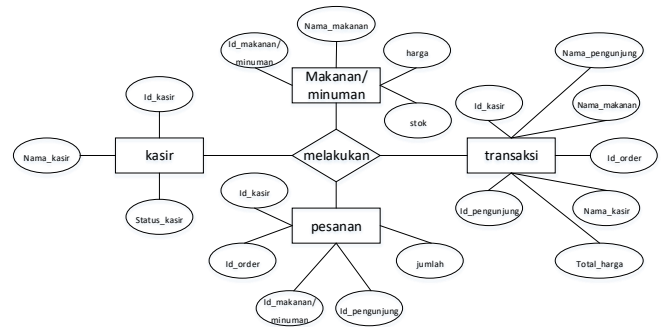 Nama_makanan
Id_makanan/
minuman
harga
Nama_pengunjung
Makanan/
minuman
Id_kasir
Id_kasir
Nama_makanan
stok
Nama_kasir
kasir
melakukan
transaksi
Id_order
Id_kasir
Status_kasir
Id_pengunjung
Nama_kasir
pesanan
Id_order
jumlah
Total_harga
Id_makanan/
minuman
Id_pengunjung